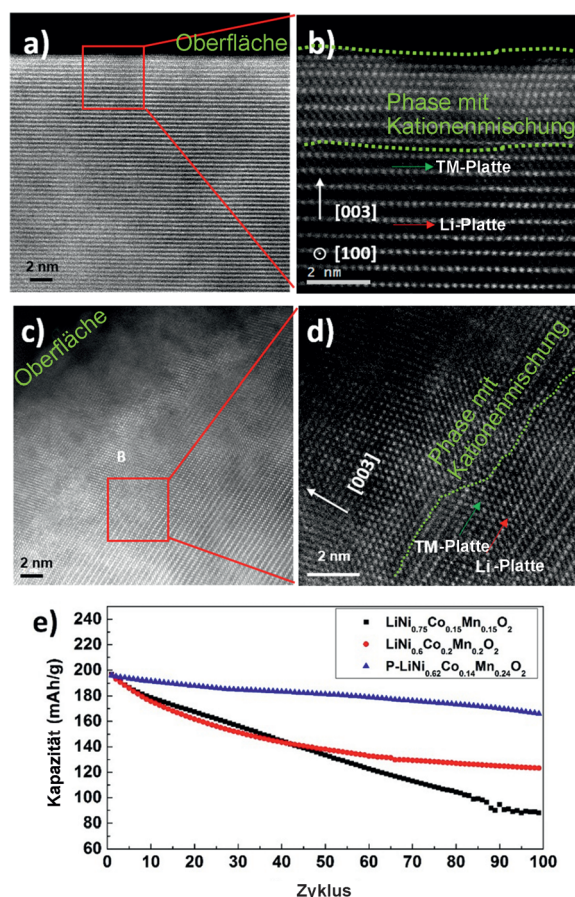 a)
Oberfläche
2 nm
b)
Phase mit
Kationenmischung
TM-Platte
[003]
Li-Platte
[100]
2 nm
c)
Oberfläche
B
2 nm
d)
Phase mit
Kationenmischung
[003]
TM-Platte
Li-Platte
2 nm
e)
Kapazität (mAh/g)
240
220
200
180
160
140
120
100
80
60
LiNi0.75Co0.15Mn0.15O2
LiNi0.6Co0.2Mn0.2O2
P-LiNi0.62Co0.14Mn0.24O2
0 10 20 30 40 50 60 70 80 90 100
Zyklus